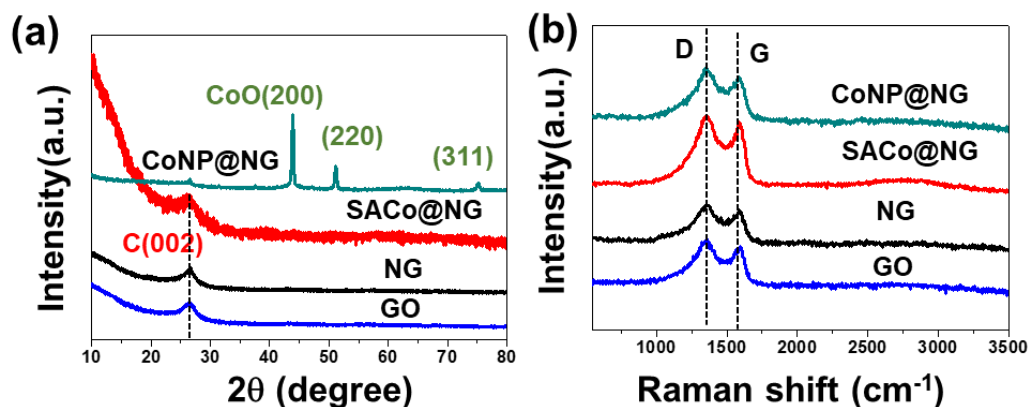 (a)
Intensity(a.u.)
CoO(200)
(220)
(311)
CoNP@NG
SACo@NG
C(002)
NG
GO
10 20 30 40 50 60 70 80
2θ (degree)
(b)
Intensity(a.u.)
D G
CoNP@NG
SACo@NG
NG
GO
1000 1500 2000 2500 3000 3500
Raman shift (cm⁻¹)